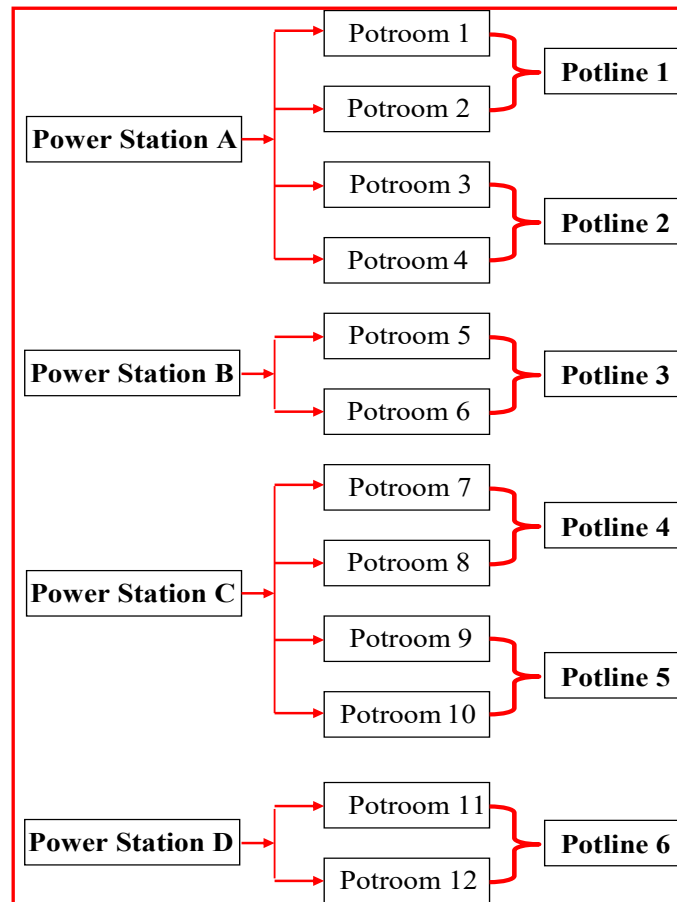 Potroom 1
Potline 1
Potroom 2
Power Station A
Potroom 3
Potline 2
Potroom 4
Potroom 5
Power Station B
Potline 3
Potroom 6
Potroom 7
Potline 4
Potroom 8
Power Station C
Potroom 9
Potline 5
Potroom 10
Potroom 11
Power Station D
Potline 6
Potroom 12